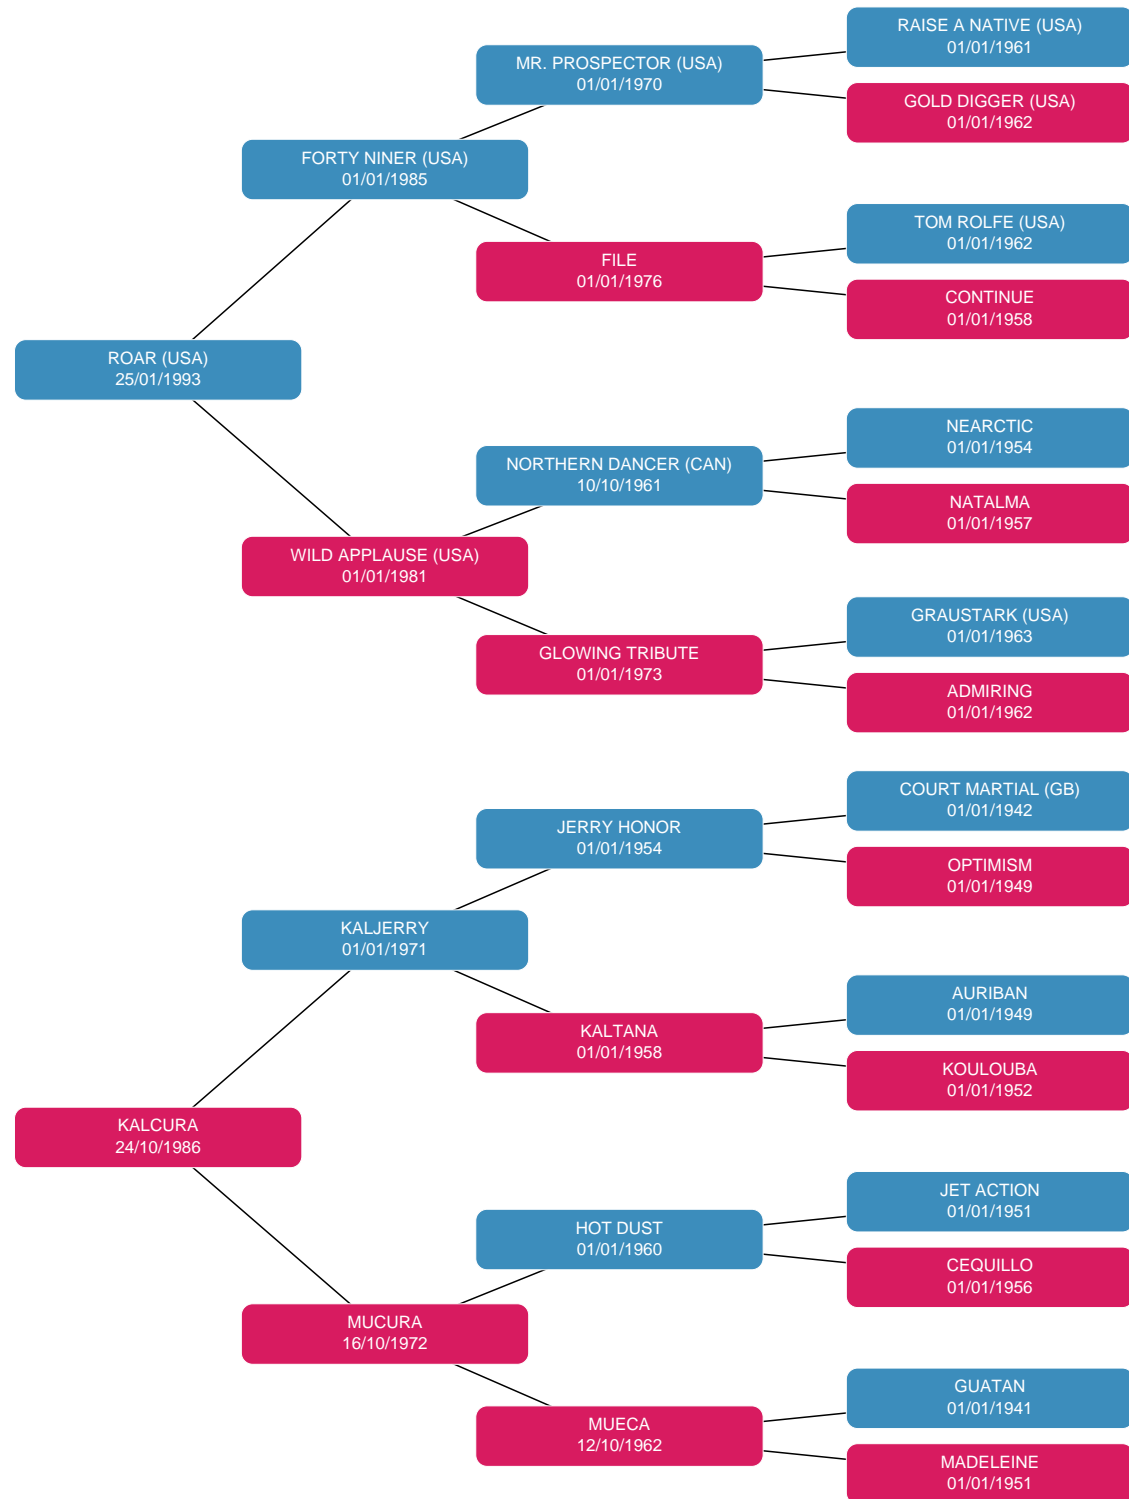 RAISE A NATIVE (USA)
01/01/1961
MR. PROSPECTOR (USA)
01/01/1970
GOLD DIGGER (USA)
01/01/1962
FORTY NINER (USA)
01/01/1985
TOM ROLFE (USA)
01/01/1962
FILE
01/01/1976
CONTINUE
01/01/1958
ROAR (USA)
25/01/1993
NEARCTIC
01/01/1954
NORTHERN DANCER (CAN)
10/10/1961
NATALMA
01/01/1957
WILD APPLAUSE (USA)
01/01/1981
GRAUSTARK (USA)
01/01/1963
GLOWING TRIBUTE
01/01/1973
ADMIRING
01/01/1962
COURT MARTIAL (GB)
01/01/1942
JERRY HONOR
01/01/1954
OPTIMISM
01/01/1949
KALJERRY
01/01/1971
AURIBAN
01/01/1949
KALTANA
01/01/1958
KOULOUBA
01/01/1952
KALCURA
24/10/1986
JET ACTION
01/01/1951
HOT DUST
01/01/1960
CEQUILLO
01/01/1956
MUCURA
16/10/1972
GUATAN
01/01/1941
MUECA
12/10/1962
MADELEINE
01/01/1951